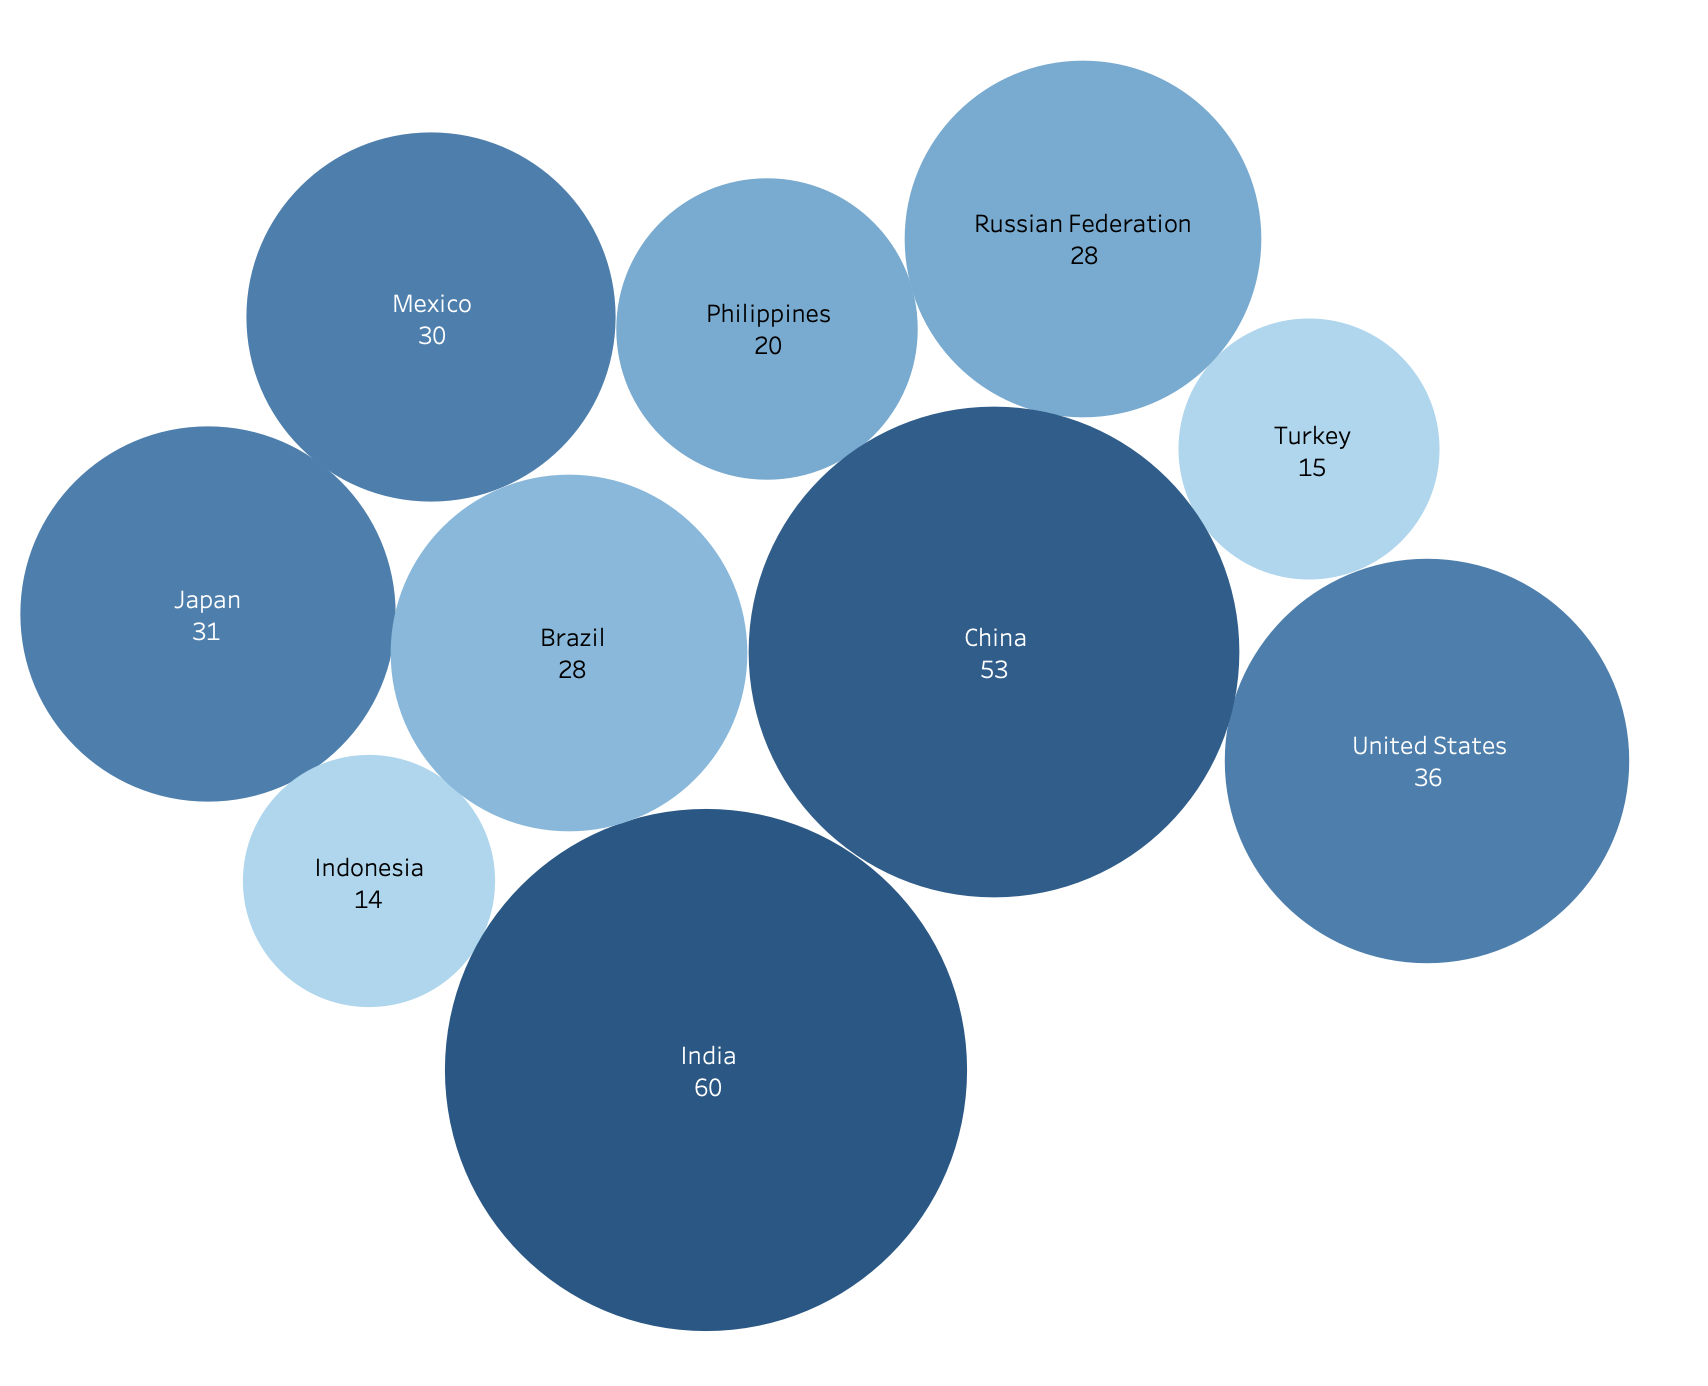 Russian Federation
28
Mexico
30
Philippines
20
Turkey
15
Japan
31
Brazil
28
China
53
United States
36
Indonesia
14
India
60